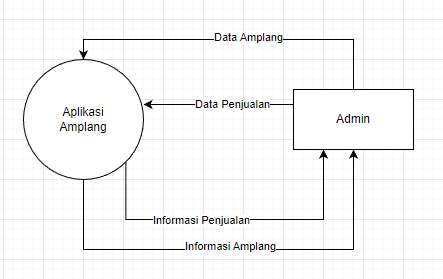 Data Amplang
Aplikasi
Amplang
Data Penjualan
Admin
Informasi Penjualan
Informasi Amplang